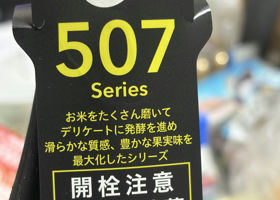 507
Series
お米をたくさん磨いて
デリケートに発酵を進め
滑らかな質感、豊かな果実味を
最大化したシリーズ
開栓注意